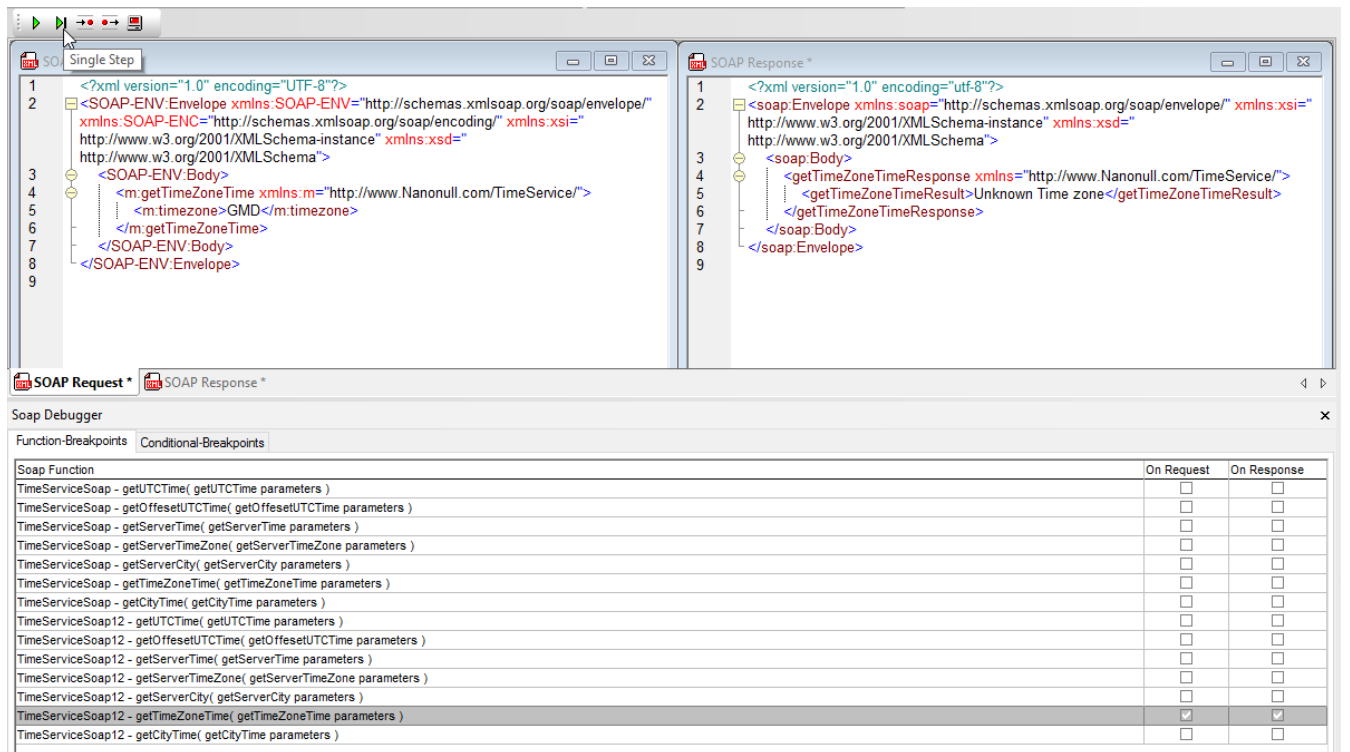 Single Step
SO
SOAP Response *
1 <?xml version="1.0" encoding="UTF-8"?>
2 <SOAP-ENV:Envelope xmlns:SOAP-ENV="http://schemas.xmlsoap.org/soap/envelope/"
xmlns:SOAP-ENC="http://schemas.xmlsoap.org/soap/encoding/" xmlns:xsi="
http://www.w3.org/2001/XMLSchema-instance" xmlns:xsd="
http://www.w3.org/2001/XMLSchema">
3 <SOAP-ENV:Body>
4 <m:getTimeZoneTime xmlns:m="http://www.Nanonull.com/TimeService/">
5 <m:timezone>GMD</m:timezone>
6 </m:getTimeZoneTime>
7 </SOAP-ENV:Body>
8 </SOAP-ENV:Envelope>
9
1 <?xml version="1.0" encoding="utf-8"?>
2 <soap:Envelope xmlns:soap="http://schemas.xmlsoap.org/soap/envelope/" xmlns:xsi="
http://www.w3.org/2001/XMLSchema-instance" xmlns:xsd="
http://www.w3.org/2001/XMLSchema">
3 <soap:Body>
4 <getTimeZoneTimeResponse xmlns="http://www.Nanonull.com/TimeService/">
5 <getTimeZoneTimeResult>Unknown Time zone</getTimeZoneTimeResult>
6 </getTimeZoneTimeResponse>
7 </soap:Body>
8 </soap:Envelope>
9
SOAP Request * SOAP Response *
Soap Debugger
Function-Breakpoints Conditional-Breakpoints
Soap Function On Request On Response
TimeServiceSoap - getUTCTime( getUTCTime parameters )
TimeServiceSoap - getOffesetUTCTime( getOffesetUTCTime parameters )
TimeServiceSoap - getServerTime( getServerTime parameters )
TimeServiceSoap - getServerTimeZone( getServerTimeZone parameters )
TimeServiceSoap - getServerCity( getServerCity parameters )
TimeServiceSoap - getTimeZoneTime( getTimeZoneTime parameters )
TimeServiceSoap - getCityTime( getCityTime parameters )
TimeServiceSoap12 - getUTCTime( getUTCTime parameters )
TimeServiceSoap12 - getOffesetUTCTime( getOffesetUTCTime parameters )
TimeServiceSoap12 - getServerTime( getServerTime parameters )
TimeServiceSoap12 - getServerTimeZone( getServerTimeZone parameters )
TimeServiceSoap12 - getServerCity( getServerCity parameters )
TimeServiceSoap12 - getTimeZoneTime( getTimeZoneTime parameters )
TimeServiceSoap12 - getCityTime( getCityTime parameters )